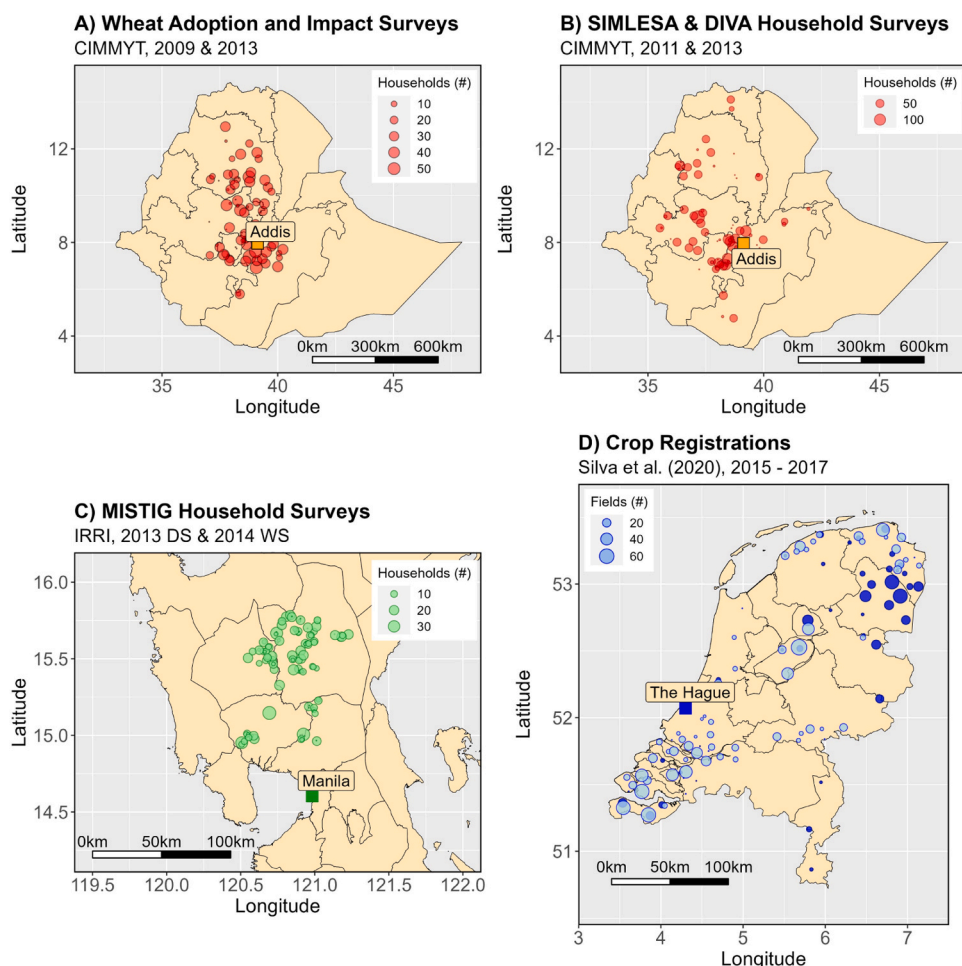 A) Wheat Adoption and Impact Surveys
CIMMYT, 2009 & 2013
Households (#)
10
20
30
40
50
12
8
4
Latitude
Addis
0km 300km 600km
35 40 45
Longitude
B) SIMLESA & DIVA Household Surveys
CIMMYT, 2011 & 2013
Households (#)
50
100
12
8
4
Latitude
Addis
0km 300km 600km
35 40 45
Longitude
C) MISTIG Household Surveys
IRRI, 2013 DS & 2014 WS
Households (#)
10
20
30
16.0
15.5
15.0
14.5
Latitude
Manila
0km 50km 100km
119.5 120.0 120.5 121.0 121.5 122.0
Longitude
D) Crop Registrations
Silva et al. (2020), 2015 - 2017
Fields (#)
20
40
60
53
52
51
Latitude
The Hague
0km 50km 100km
3 4 5 6 7
Longitude